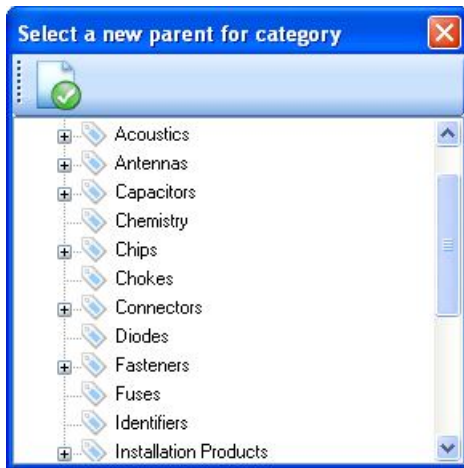 Select a new parent for category
Acoustics
Antennas
Capacitors
Chemistry
Chips
Chokes
Connectors
Diodes
Fasteners
Fuses
Identifiers
Installation Products